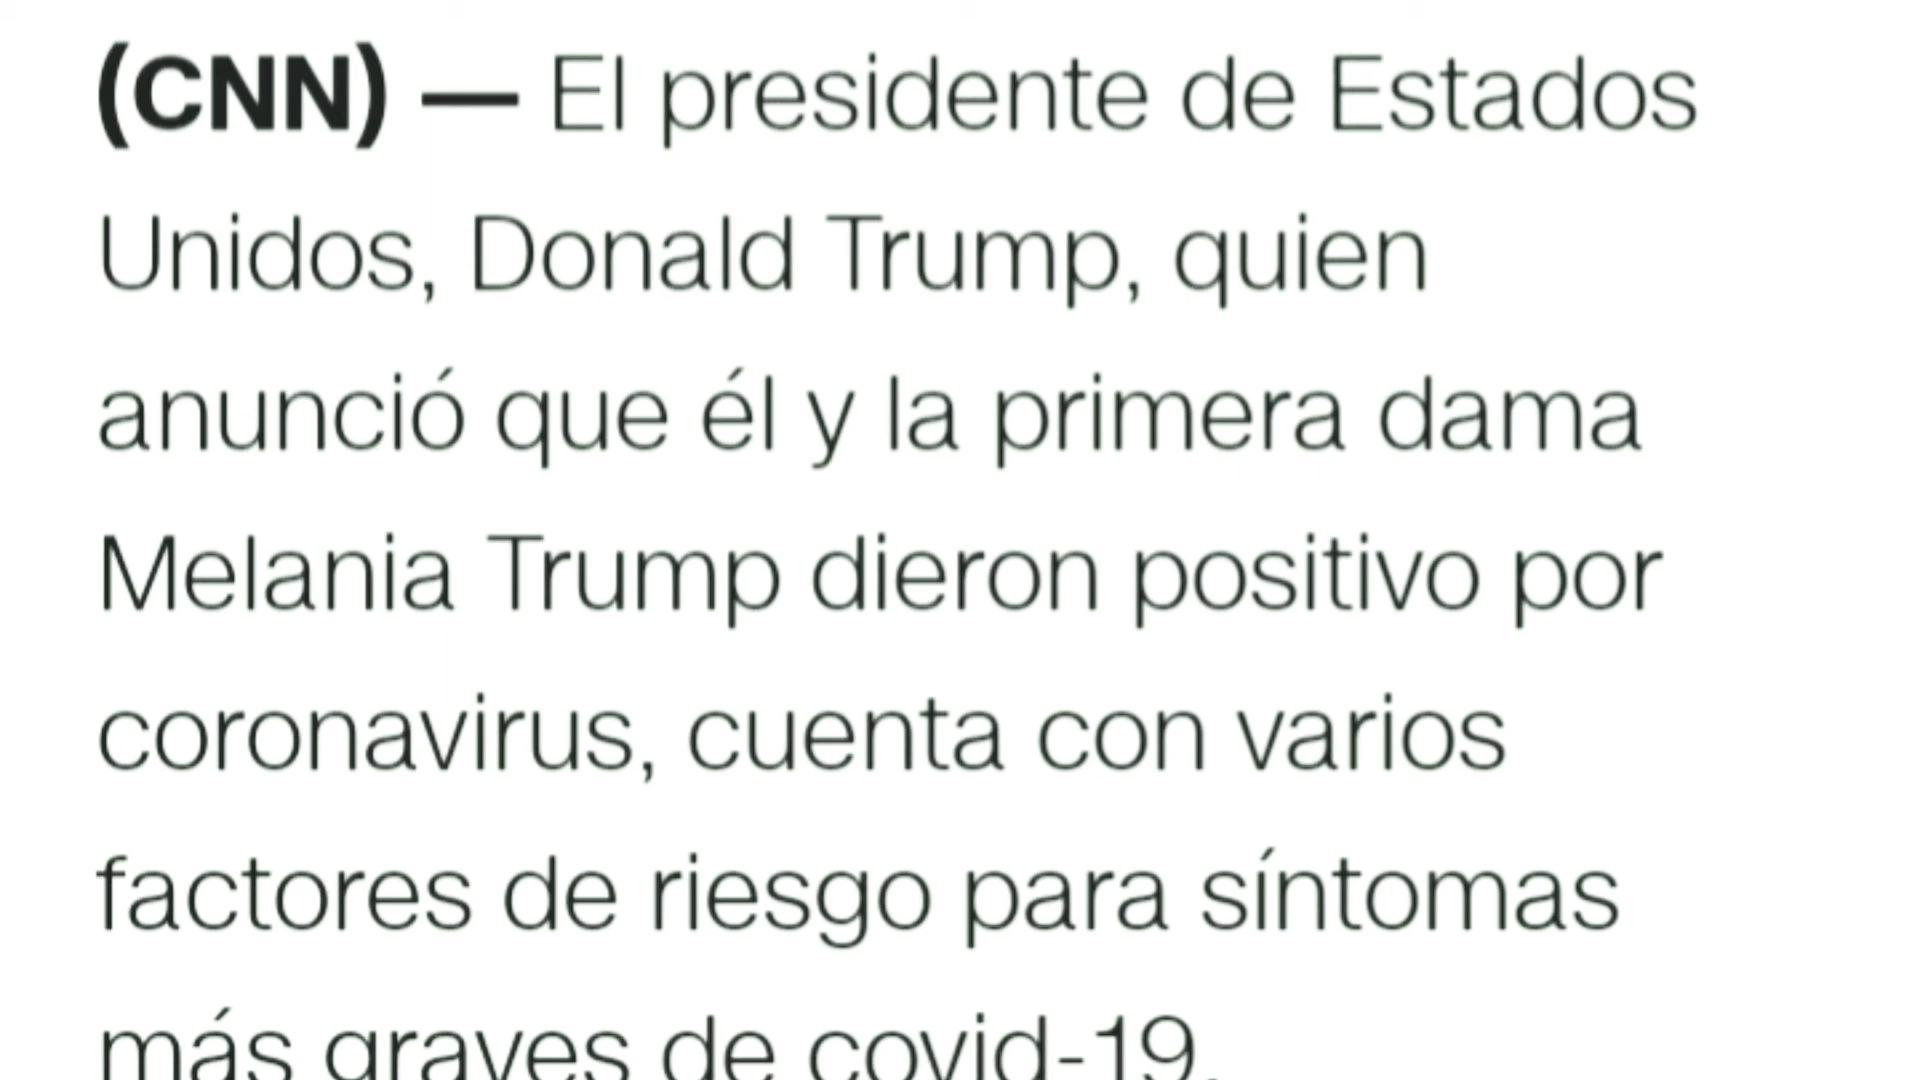 (CNN) — El presidente de Estados
Unidos, Donald Trump, quien
anunció que él y la primera dama
Melania Trump dieron positivo por
coronavirus, cuenta con varios
factores de riesgo para síntomas
más graves de covid-19.